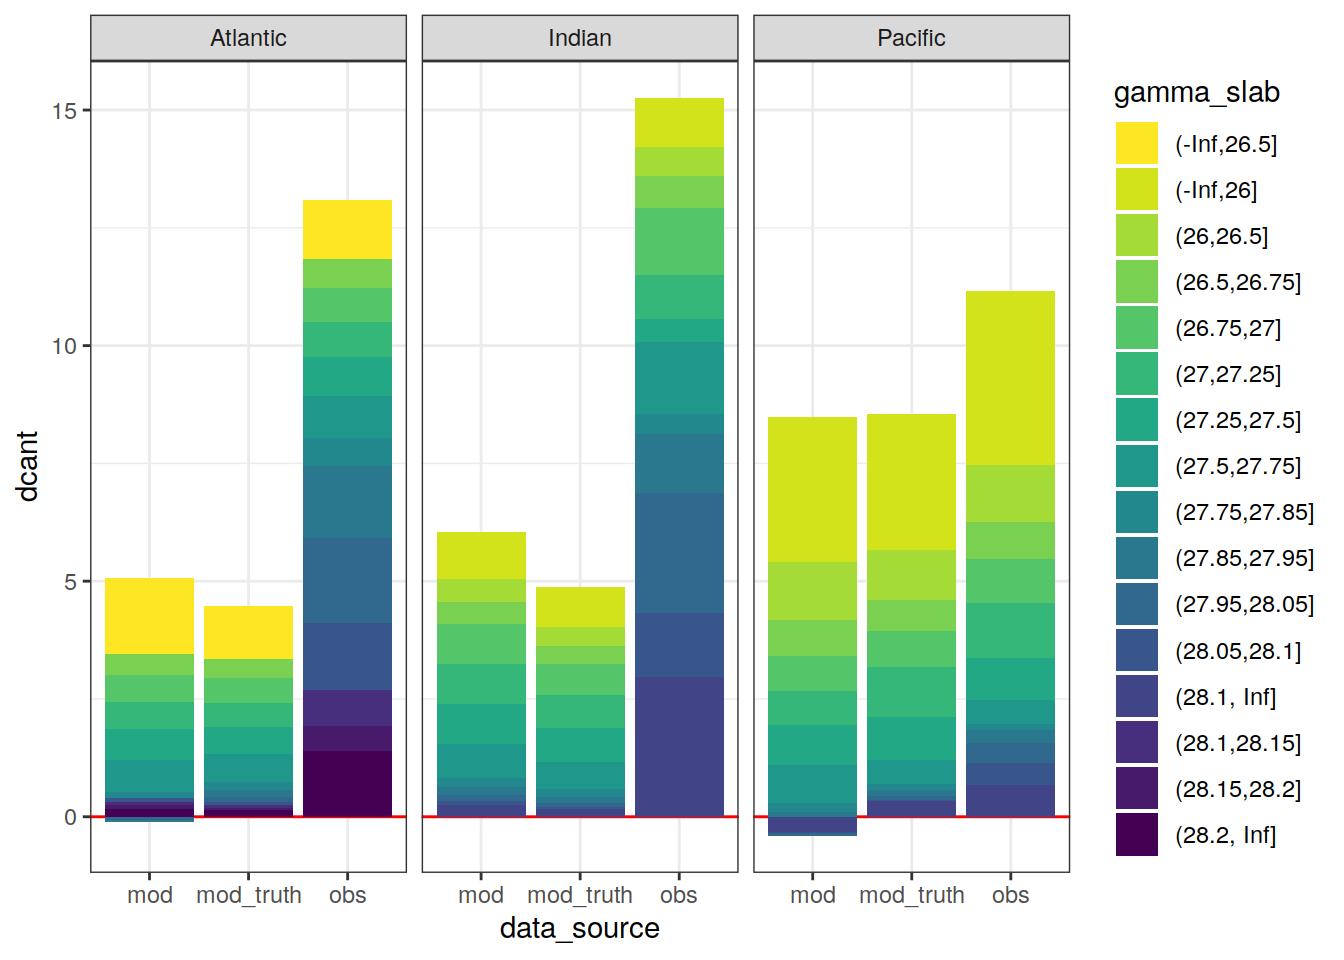 Atlantic
Indian
Pacific
15
10
5
0
dcant
mod
mod_truth
obs
mod
mod_truth
obs
mod
mod_truth
obs
data_source
gamma_slab
(-Inf,26.5]
(-Inf,26]
(26,26.5]
(26.5,26.75]
(26.75,27]
(27,27.25]
(27.25,27.5]
(27.5,27.75]
(27.75,27.85]
(27.85,27.95]
(27.95,28.05]
(28.05,28.1]
(28.1, Inf]
(28.1,28.15]
(28.15,28.2]
(28.2, Inf]